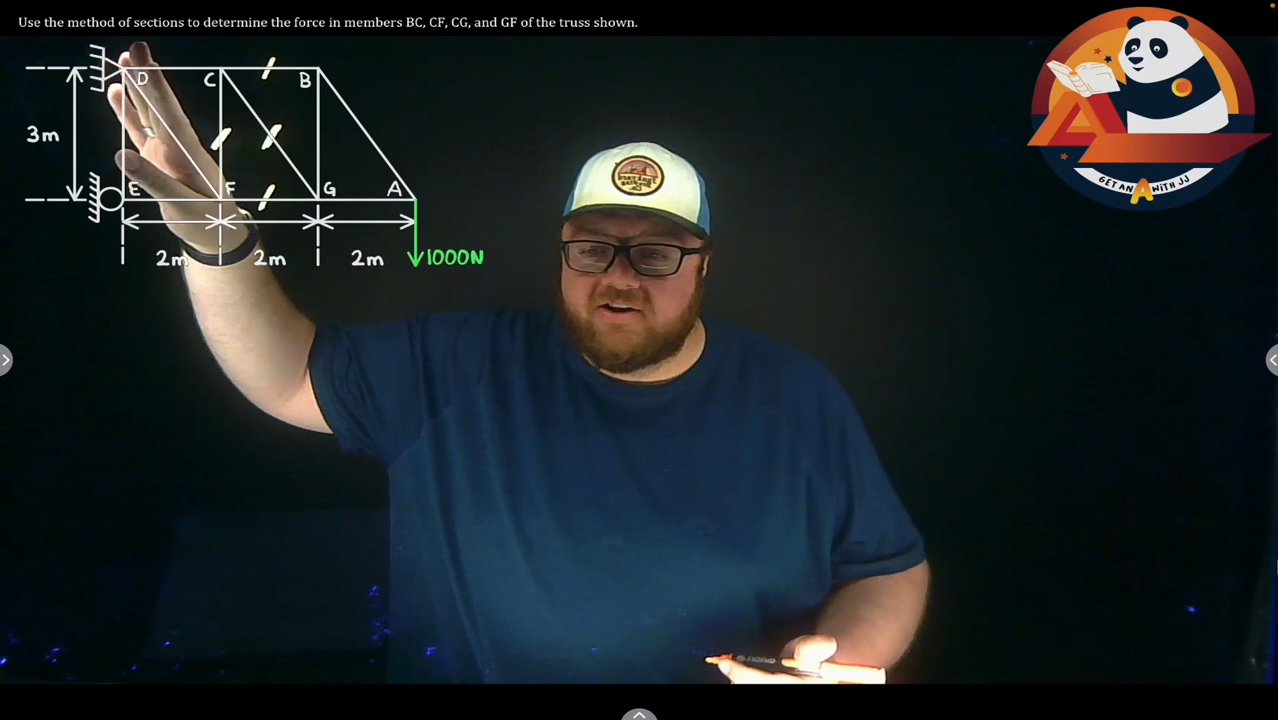 Use the method of sections to determine the force in members BC, CF, CG, and GF of the truss shown.
D C B
3m
E F G A
2m 2m 2m 1000N
GET AN A WITH JJ